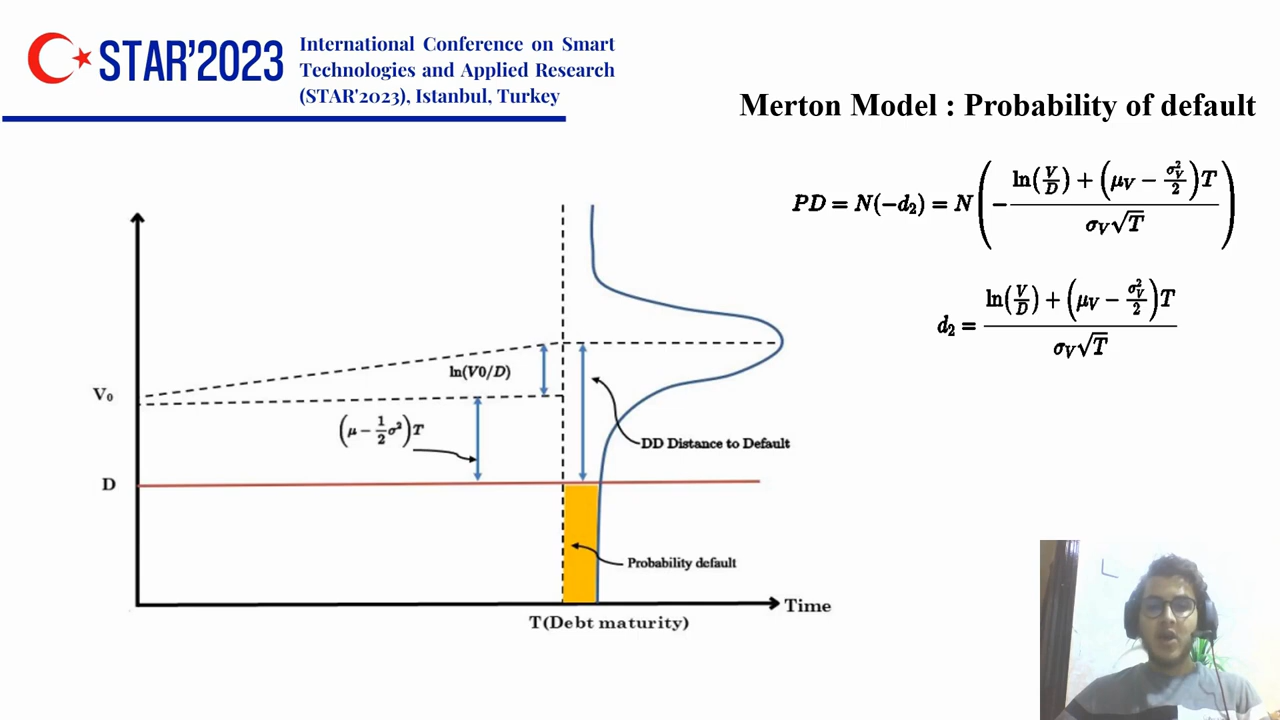 STAR'2023
International Conference on Smart
Technologies and Applied Research
(STAR'2023), Istanbul, Turkey
Merton Model : Probability of default
PD = N(−d₂) = N(−(ln(V/D) + (μ_V − σ_V²/2)T)/(σ_V√T))
d₂ = (ln(V/D) + (μ_V − σ_V²/2)T)/(σ_V√T)
V₀
ln(V0/D)
(μ − 1/2 σ²)T
DD Distance to Default
D
Probability default
Time
T(Debt maturity)